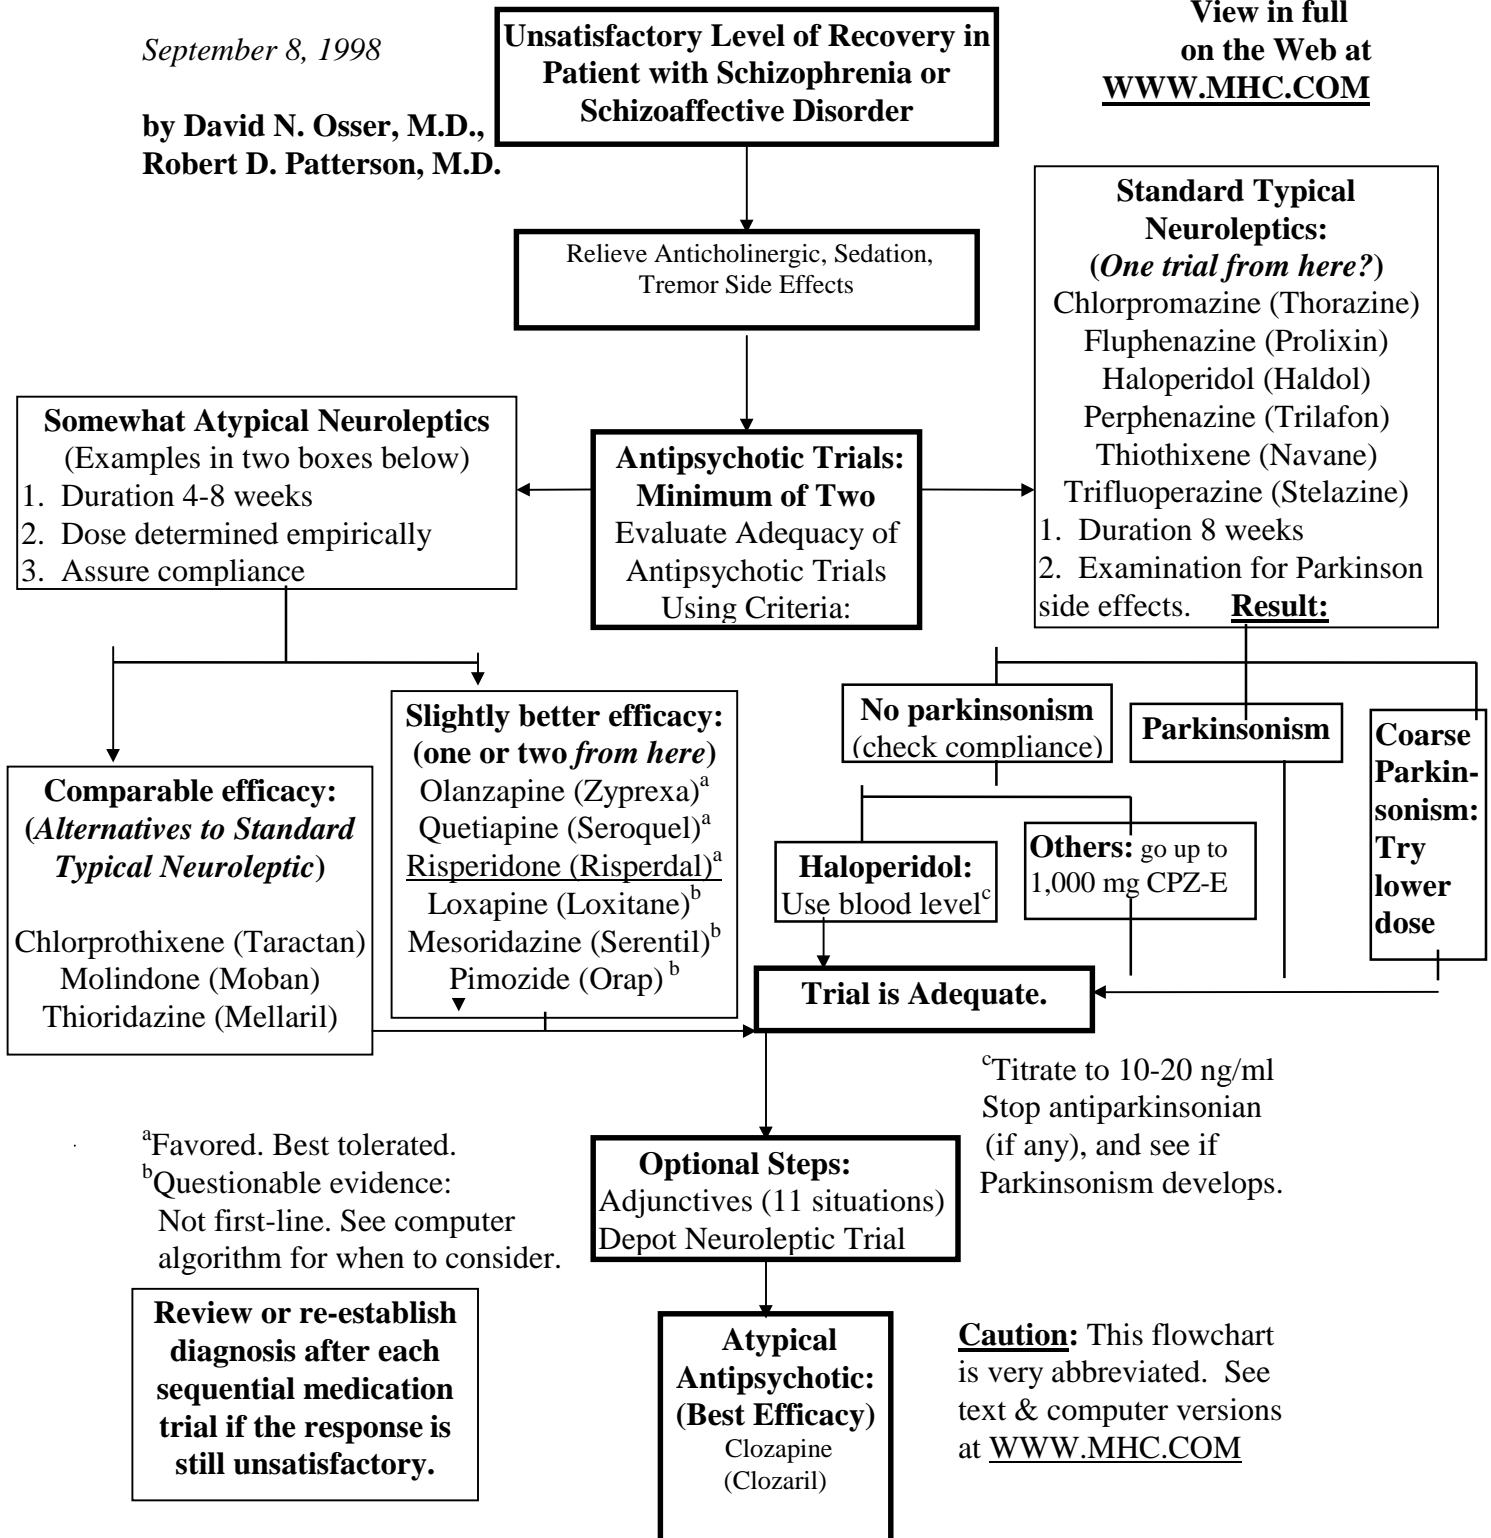 September 8, 1998
by David N. Osser, M.D.,
Robert D. Patterson, M.D.
Unsatisfactory Level of Recovery in
Patient with Schizophrenia or
Schizoaffective Disorder
View in full
on the Web at
WWW.MHC.COM
Relieve Anticholinergic, Sedation,
Tremor Side Effects
Standard Typical
Neuroleptics:
(One trial from here?)
Chlorpromazine (Thorazine)
Fluphenazine (Prolixin)
Haloperidol (Haldol)
Perphenazine (Trilafon)
Thiothixene (Navane)
Trifluoperazine (Stelazine)
1. Duration 8 weeks
2. Examination for Parkinson
side effects. Result:
Somewhat Atypical Neuroleptics
(Examples in two boxes below)
1. Duration 4-8 weeks
2. Dose determined empirically
3. Assure compliance
Antipsychotic Trials:
Minimum of Two
Evaluate Adequacy of
Antipsychotic Trials
Using Criteria:
Comparable efficacy:
(Alternatives to Standard
Typical Neuroleptic)
Chlorprothixene (Taractan)
Molindone (Moban)
Thioridazine (Mellaril)
Slightly better efficacy:
(one or two from here)
Olanzapine (Zyprexa)a
Quetiapine (Seroquel)a
Risperidone (Risperdal)a
Loxapine (Loxitane)b
Mesoridazine (Serentil)b
Pimozide (Orap) b
No parkinsonism
(check compliance)
Parkinsonism
Coarse
Parkin-
sonism:
Try
lower
dose
Haloperidol:
Use blood levelc
Others: go up to
1,000 mg CPZ-E
Trial is Adequate.
cTitrate to 10-20 ng/ml
Stop antiparkinsonian
(if any), and see if
Parkinsonism develops.
aFavored. Best tolerated.
bQuestionable evidence:
Not first-line. See computer
algorithm for when to consider.
Optional Steps:
Adjunctives (11 situations)
Depot Neuroleptic Trial
Review or re-establish
diagnosis after each
sequential medication
trial if the response is
still unsatisfactory.
Atypical
Antipsychotic:
(Best Efficacy)
Clozapine
(Clozaril)
Caution: This flowchart
is very abbreviated. See
text & computer versions
at WWW.MHC.COM